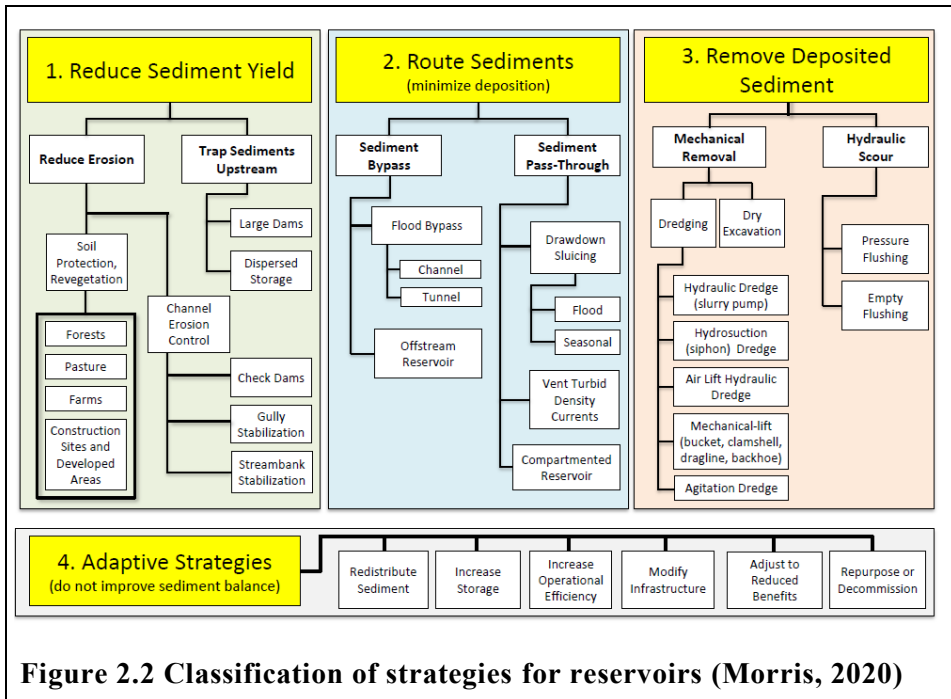 1. Reduce Sediment Yield
Reduce Erosion
Trap Sediments
Upstream
Large Dams
Dispersed
Storage
Soil
Protection,
Revegetation
Forests
Pasture
Farms
Construction
Sites and
Developed
Areas
Channel
Erosion
Control
Check Dams
Gully
Stabilization
Streambank
Stabilization
2. Route Sediments
(minimize deposition)
Sediment
Bypass
Flood Bypass
Channel
Tunnel
Offstream
Reservoir
Sediment
Pass-Through
Drawdown
Sluicing
Flood
Seasonal
Vent Turbid
Density
Currents
Compartmented
Reservoir
3. Remove Deposited
Sediment
Mechanical
Removal
Dredging
Dry
Excavation
Hydraulic Dredge
(slurry pump)
Hydrosuction
(siphon) Dredge
Air Lift Hydraulic
Dredge
Mechanical-lift
(bucket, clamshell,
dragline, backhoe)
Agitation Dredge
Hydraulic
Scour
Pressure
Flushing
Empty
Flushing
4. Adaptive Strategies
(do not improve sediment balance)
Redistribute
Sediment
Increase
Storage
Increase
Operational
Efficiency
Modify
Infrastructure
Adjust to
Reduced
Benefits
Repurpose or
Decommission
Figure 2.2 Classification of strategies for reservoirs (Morris, 2020)